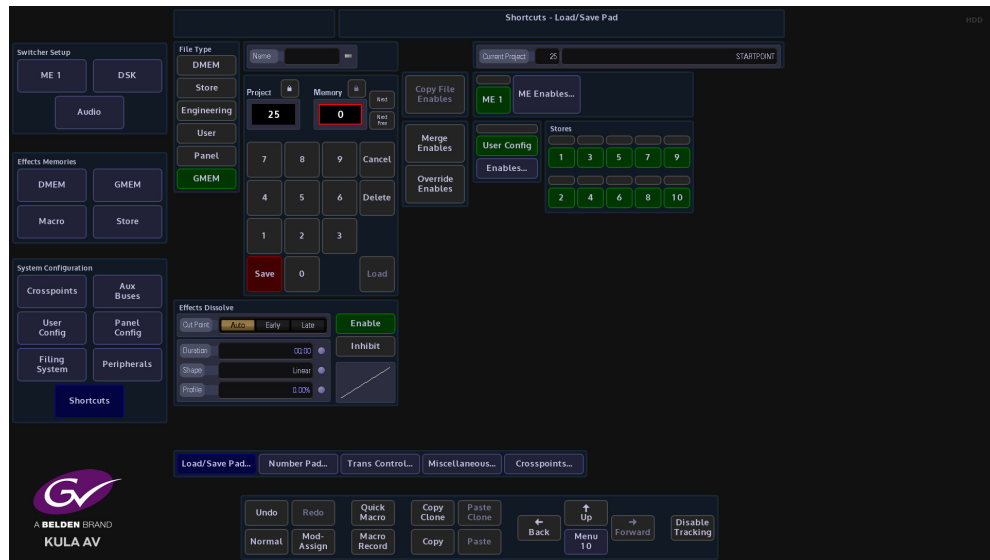 Shortcuts - Load/Save Pad
HDD
Switcher Setup
ME 1
DSK
Audio
Effects Memories
DMEM
GMEM
Macro
Store
System Configuration
Crosspoints
Aux
Buses
User
Config
Panel
Config
Filing
System
Peripherals
Shortcuts
File Type
DMEM
Store
Engineering
User
Panel
GMEM
Name
Current Project
25
STARTPOINT
Project
Memory
Next
25
0
Next
Free
7
8
9
Cancel
4
5
6
Delete
1
2
3
Save
0
Load
Copy File
Enables
Merge
Enables
Override
Enables
ME 1
ME Enables...
User Config
Enables...
Stores
1
3
5
7
9
2
4
6
8
10
Effects Dissolve
Cut Point
Auto
Early
Late
Enable
Duration
00:00
Inhibit
Shape
Linear
Profile
0.00%
Load/Save Pad...
Number Pad...
Trans Control...
Miscellaneous...
Crosspoints...
GV
A BELDEN BRAND
KULA AV
Undo
Redo
Quick
Macro
Copy
Clone
Paste
Clone
Normal
Mod-
Assign
Macro
Record
Copy
Paste
Back
Up
Menu
10
Forward
Disable
Tracking